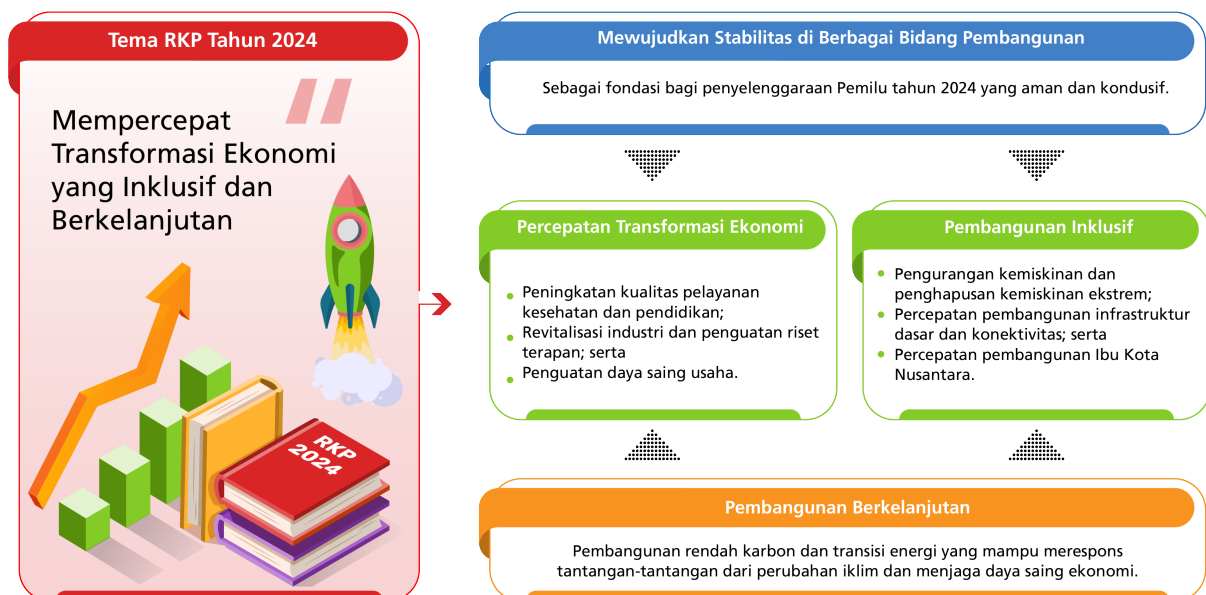 Tema RKP Tahun 2024
Mempercepat
Transformasi Ekonomi
yang Inklusif dan
Berkelanjutan
RKP
2024
Mewujudkan Stabilitas di Berbagai Bidang Pembangunan
Sebagai fondasi bagi penyelenggaraan Pemilu tahun 2024 yang aman dan kondusif.
Percepatan Transformasi Ekonomi
Peningkatan kualitas pelayanan
kesehatan dan pendidikan;
Revitalisasi industri dan penguatan riset
terapan; serta
Penguatan daya saing usaha.
Pembangunan Inklusif
Pengurangan kemiskinan dan
penghapusan kemiskinan ekstrem;
Percepatan pembangunan infrastruktur
dasar dan konektivitas; serta
Percepatan pembangunan Ibu Kota
Nusantara.
Pembangunan Berkelanjutan
Pembangunan rendah karbon dan transisi energi yang mampu merespons
tantangan-tantangan dari perubahan iklim dan menjaga daya saing ekonomi.